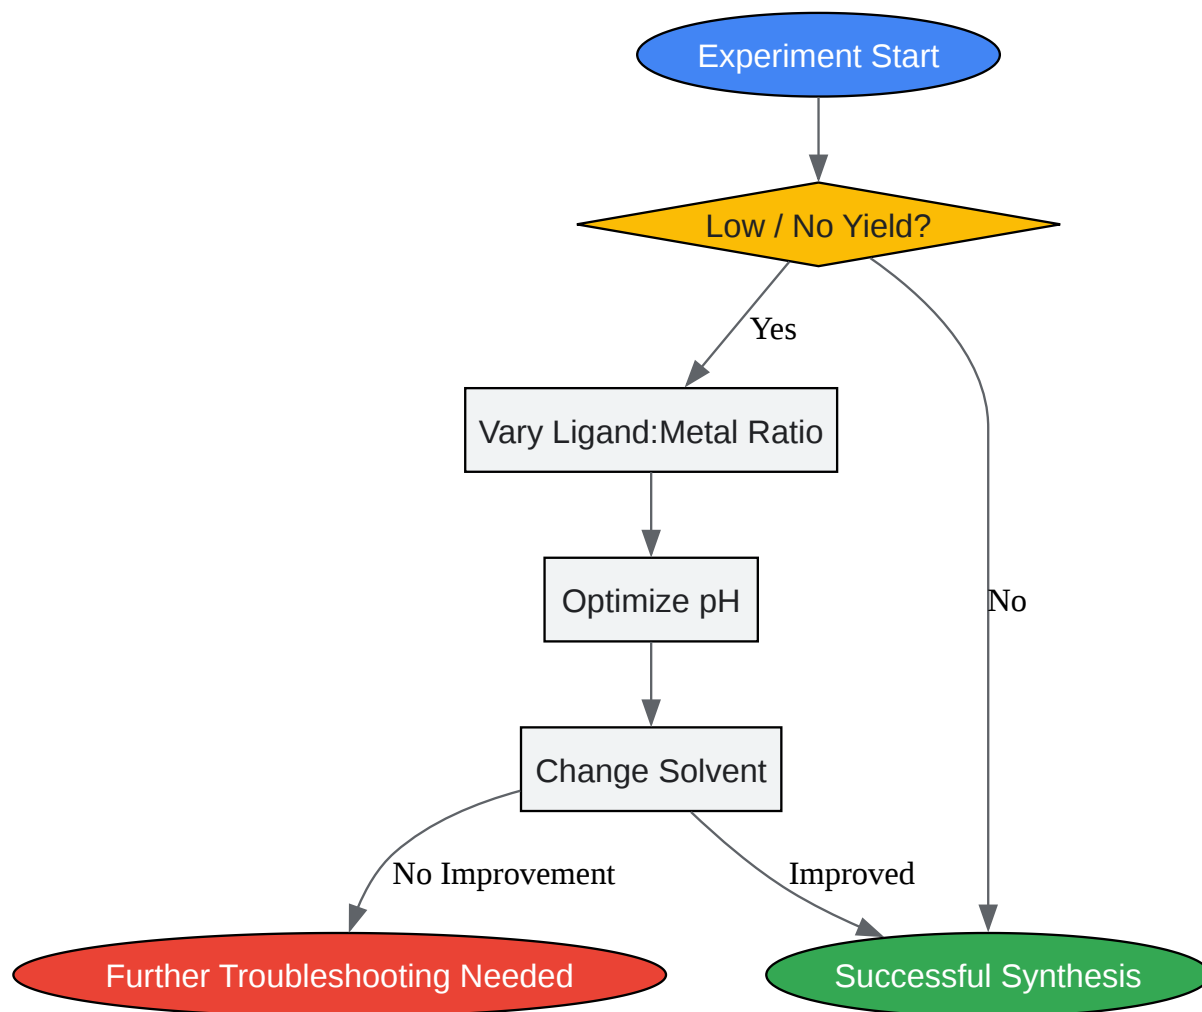 Experiment Start
Low / No Yield?
Yes
Vary Ligand:Metal Ratio
Optimize pH
No
Change Solvent
No Improvement
Improved
Further Troubleshooting Needed
Successful Synthesis